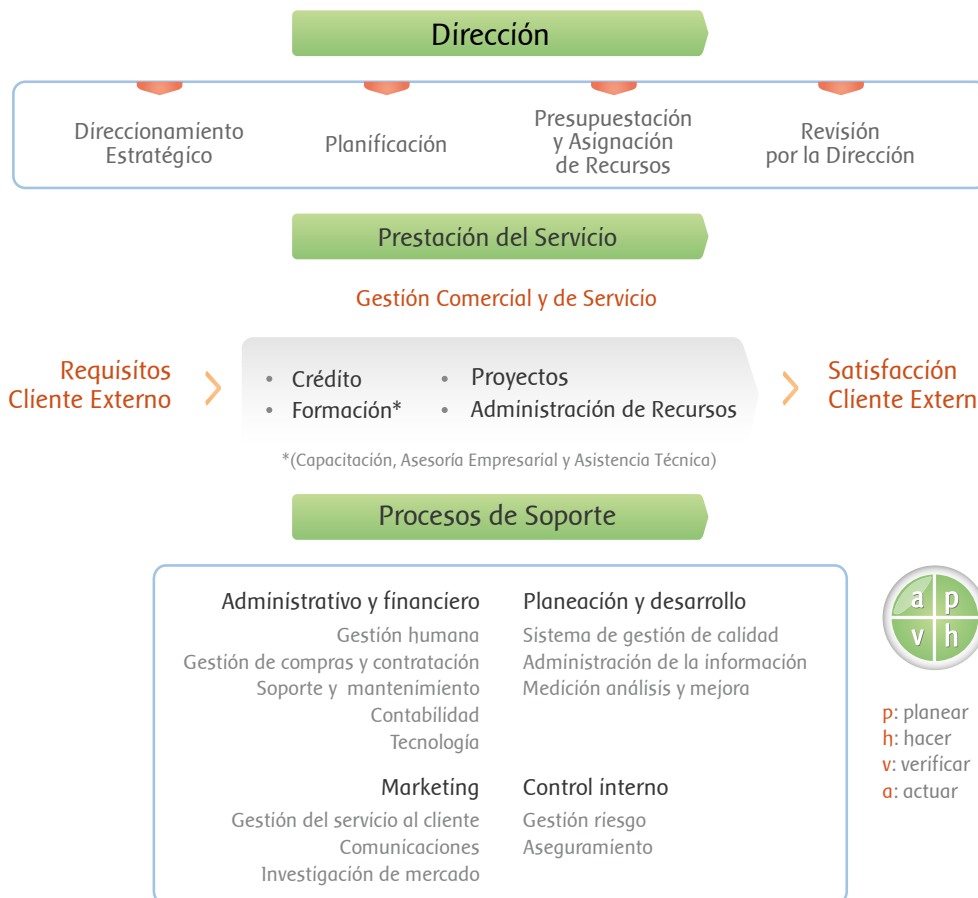 Dirección
Direccionamiento
Estratégico
Planificación
Presupuestación
y Asignación
de Recursos
Revisión
por la Dirección
Prestación del Servicio
Gestión Comercial y de Servicio
Requisitos
Cliente Externo
• Crédito
• Formación*
• Proyectos
• Administración de Recursos
Satisfacción
Cliente Extern
*(Capacitación, Asesoría Empresarial y Asistencia Técnica)
Procesos de Soporte
Administrativo y financiero
Gestión humana
Gestión de compras y contratación
Soporte y mantenimiento
Contabilidad
Tecnología
Planeación y desarrollo
Sistema de gestión de calidad
Administración de la información
Medición análisis y mejora
Marketing
Gestión del servicio al cliente
Comunicaciones
Investigación de mercado
Control interno
Gestión riesgo
Aseguramiento
a p
v h
p: planear
h: hacer
v: verificar
a: actuar